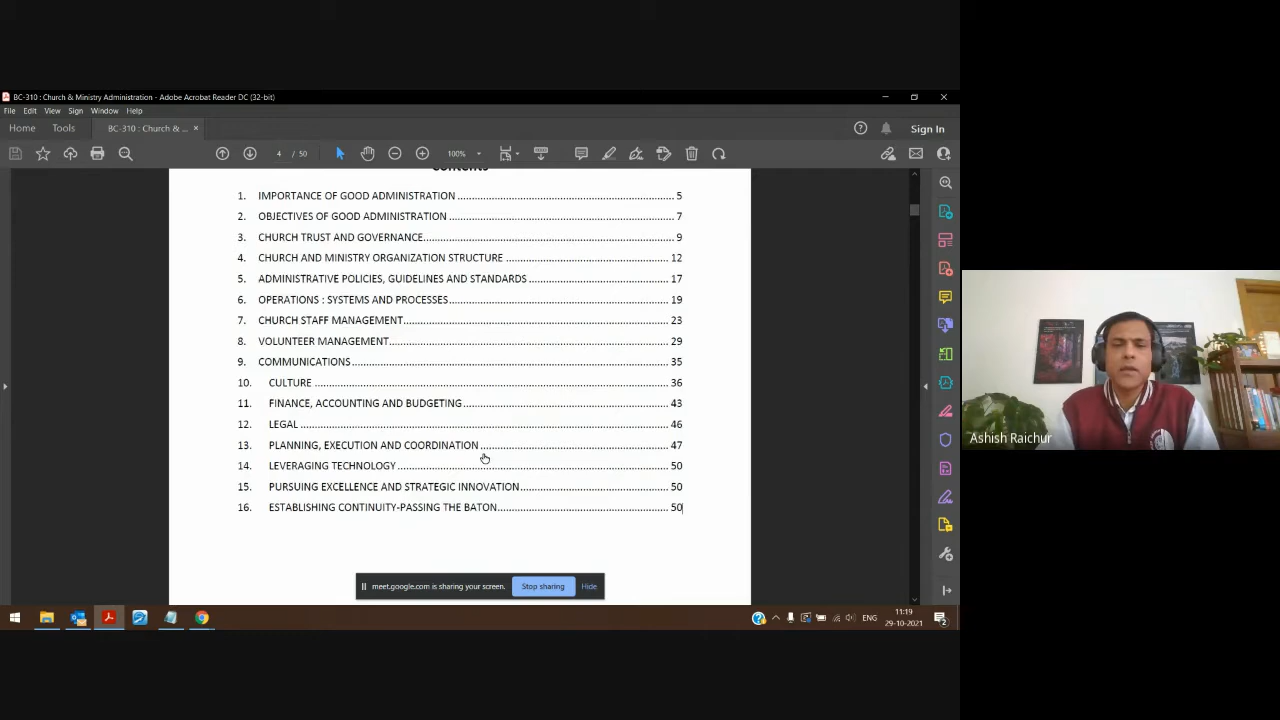 BC-310 : Church & Ministry Administration - Adobe Acrobat Reader DC (32-bit)
File Edit View Sign Window Help
Home Tools BC-310 : Church & ... × Sign In
4 / 50 100%
Contents
1. IMPORTANCE OF GOOD ADMINISTRATION 5
2. OBJECTIVES OF GOOD ADMINISTRATION 7
3. CHURCH TRUST AND GOVERNANCE 9
4. CHURCH AND MINISTRY ORGANIZATION STRUCTURE 12
5. ADMINISTRATIVE POLICIES, GUIDELINES AND STANDARDS 17
6. OPERATIONS : SYSTEMS AND PROCESSES 19
7. CHURCH STAFF MANAGEMENT 23
8. VOLUNTEER MANAGEMENT 29
9. COMMUNICATIONS 35
10. CULTURE 36
11. FINANCE, ACCOUNTING AND BUDGETING 43
12. LEGAL 46
13. PLANNING, EXECUTION AND COORDINATION 47
14. LEVERAGING TECHNOLOGY 50
15. PURSUING EXCELLENCE AND STRATEGIC INNOVATION 50
16. ESTABLISHING CONTINUITY-PASSING THE BATON 50
Ashish Raichur
meet.google.com is sharing your screen. Stop sharing Hide
ENG 11:19
29-10-2021 2